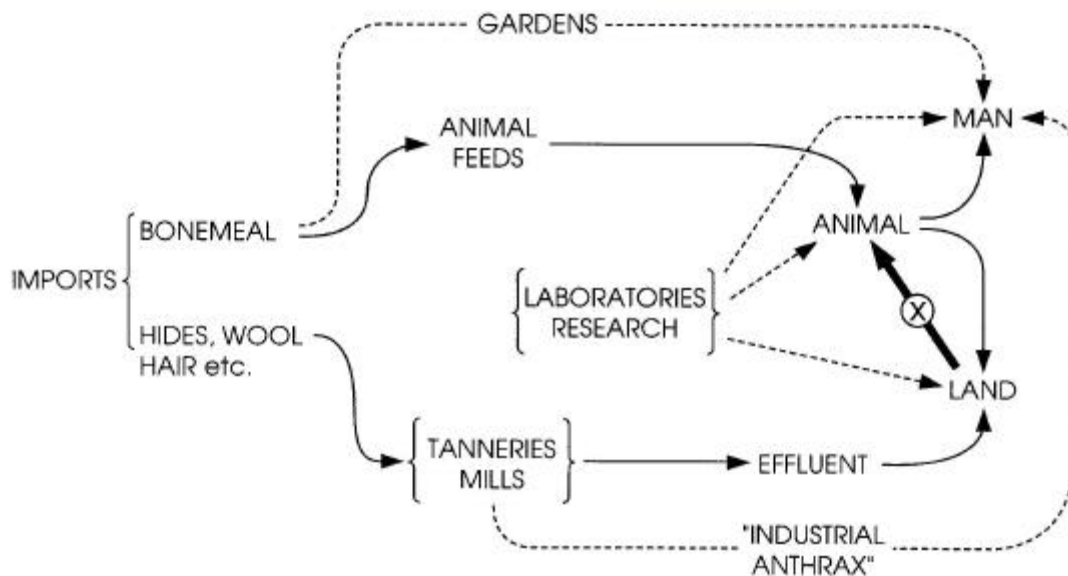 GARDENS
MAN
ANIMAL
FEEDS
BONEMEAL
ANIMAL
IMPORTS
LABORATORIES
RESEARCH
HIDES, WOOL
HAIR etc.
X
LAND
TANNERIES
MILLS
EFFLUENT
"INDUSTRIAL
ANTHRAX"